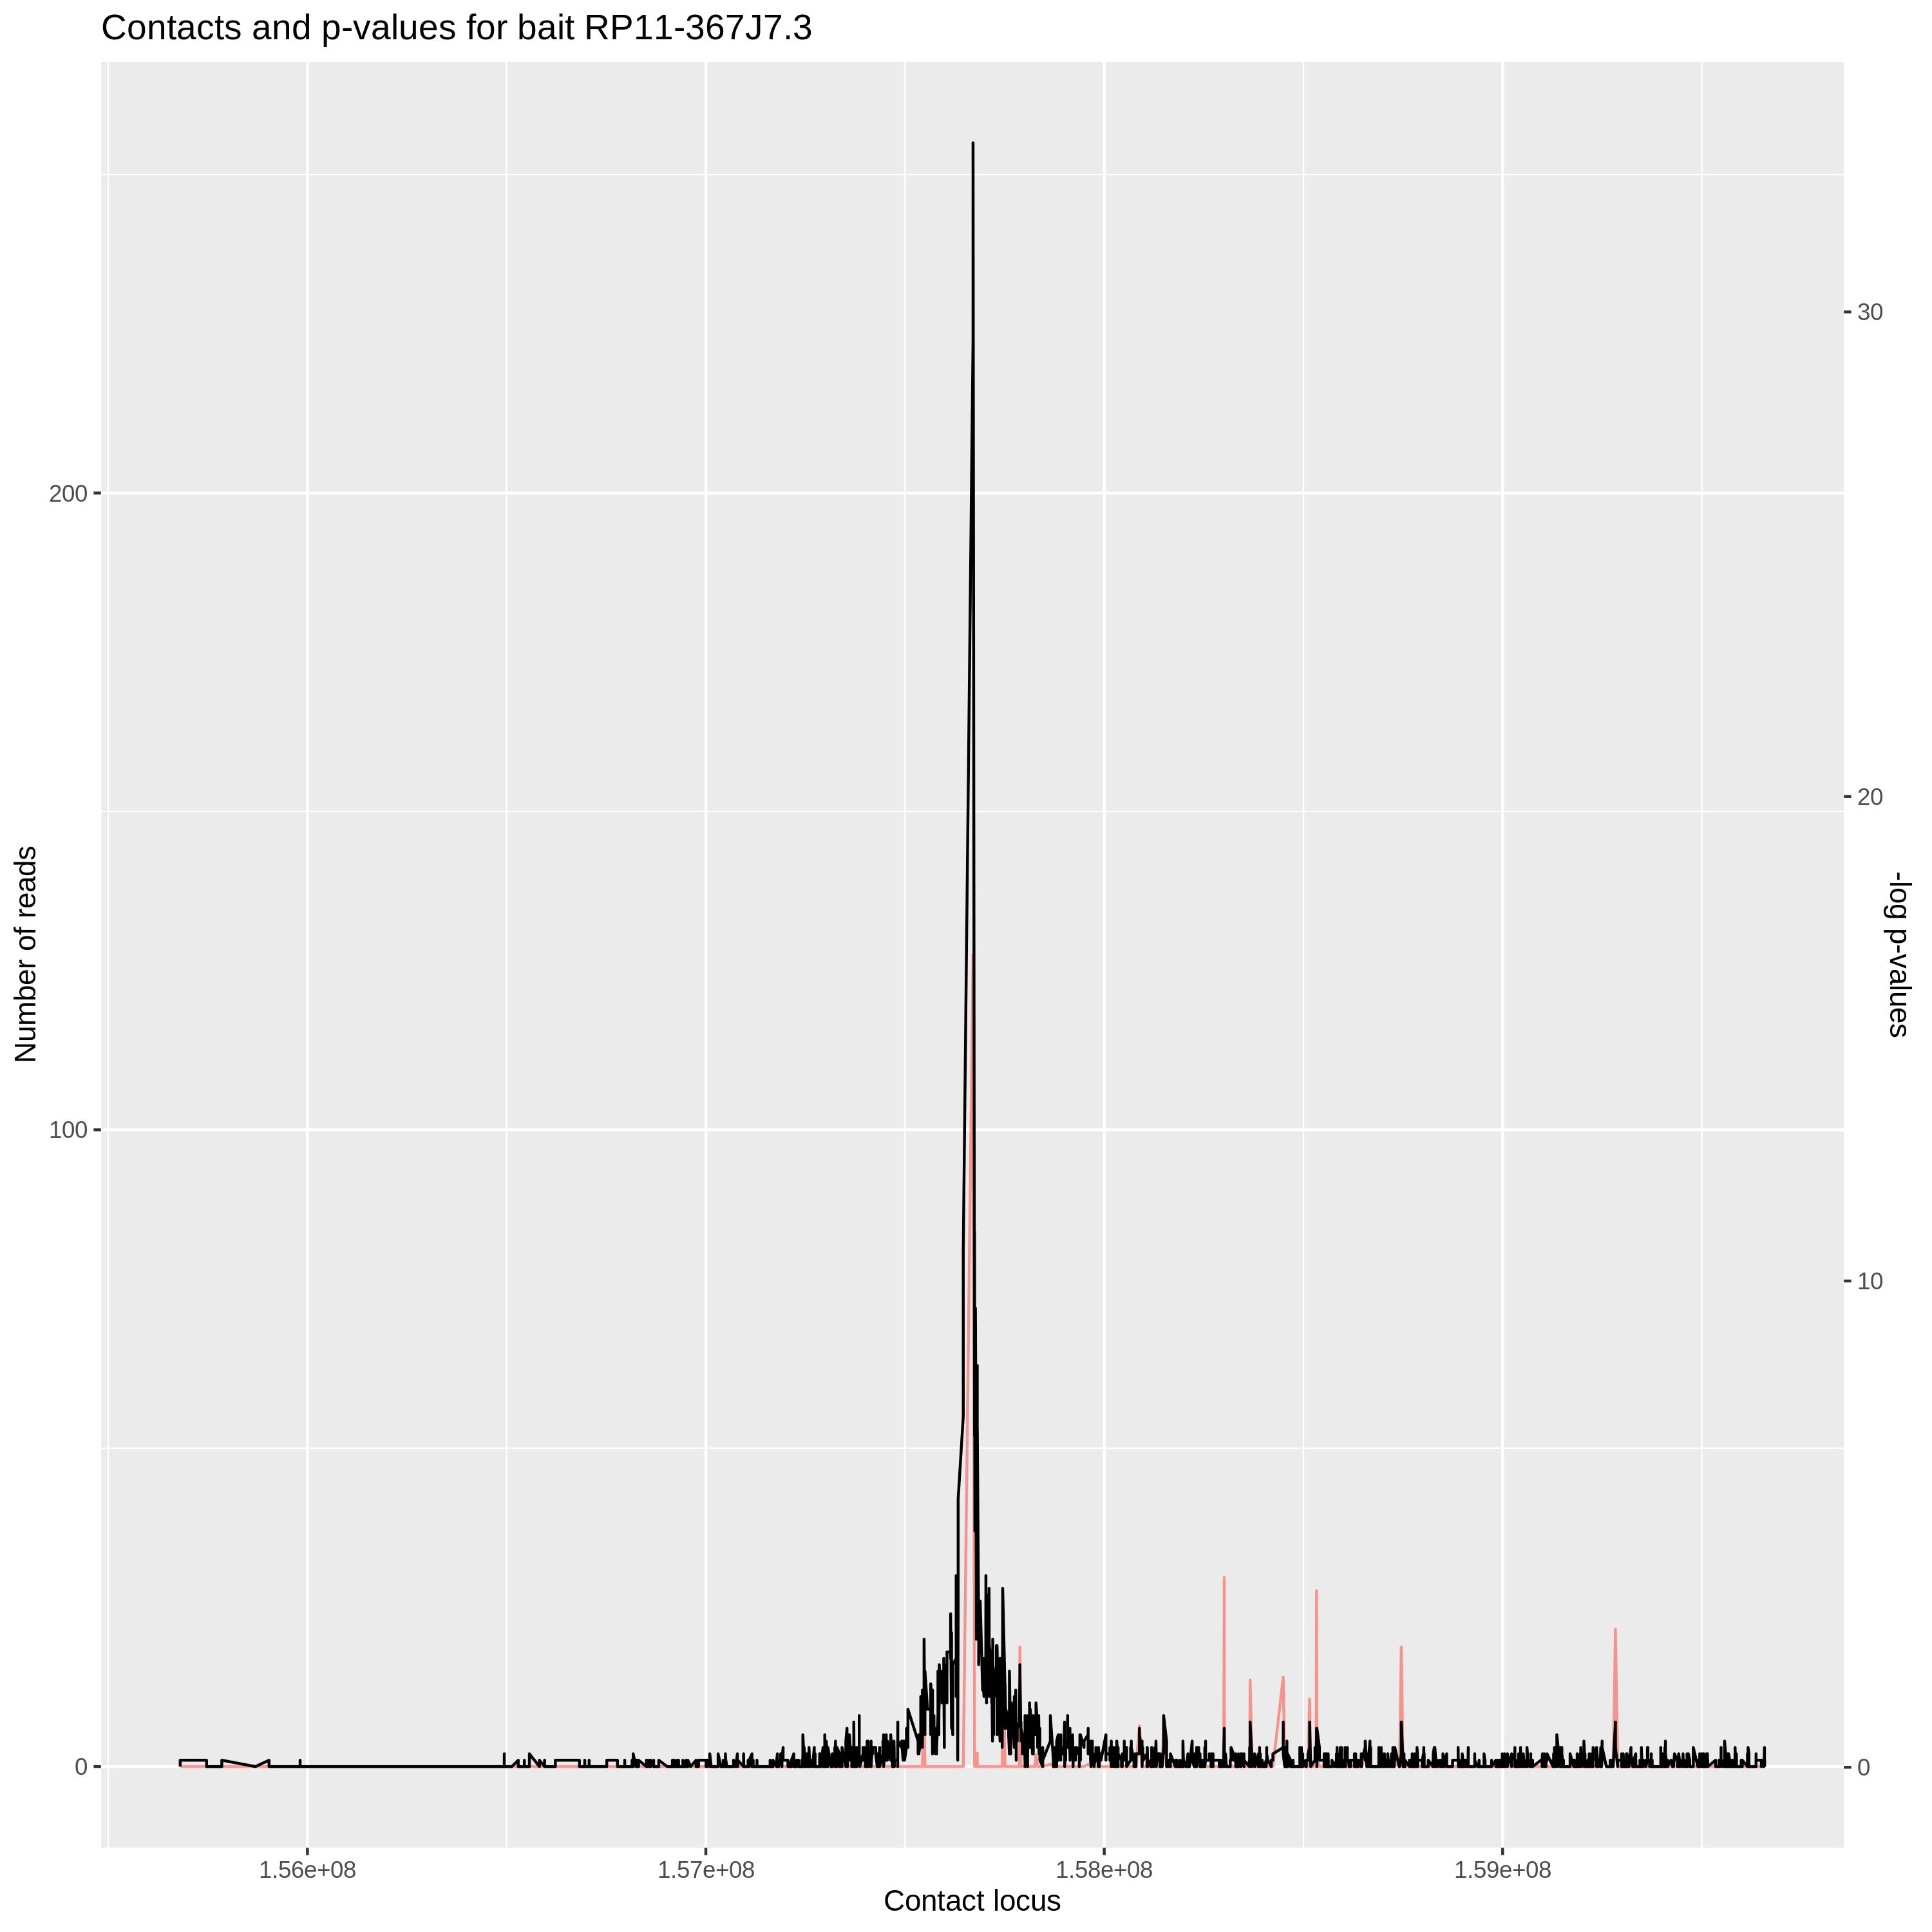 Contacts and p-values for bait RP11-367J7.3
Number of reads
200
100
0
30
20
10
0
-log p-values
1.56e+08
1.57e+08
1.58e+08
1.59e+08
Contact locus